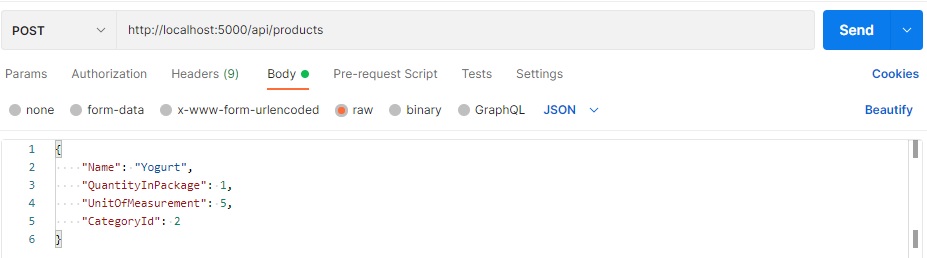 POST http://localhost:5000/api/products Send
Params Authorization Headers (9) Body Pre-request Script Tests Settings Cookies
none form-data x-www-form-urlencoded raw binary GraphQL JSON Beautify
1 {
2 "Name": "Yogurt",
3 "QuantityInPackage": 1,
4 "UnitOfMeasurement": 5,
5 "CategoryId": 2
6 }